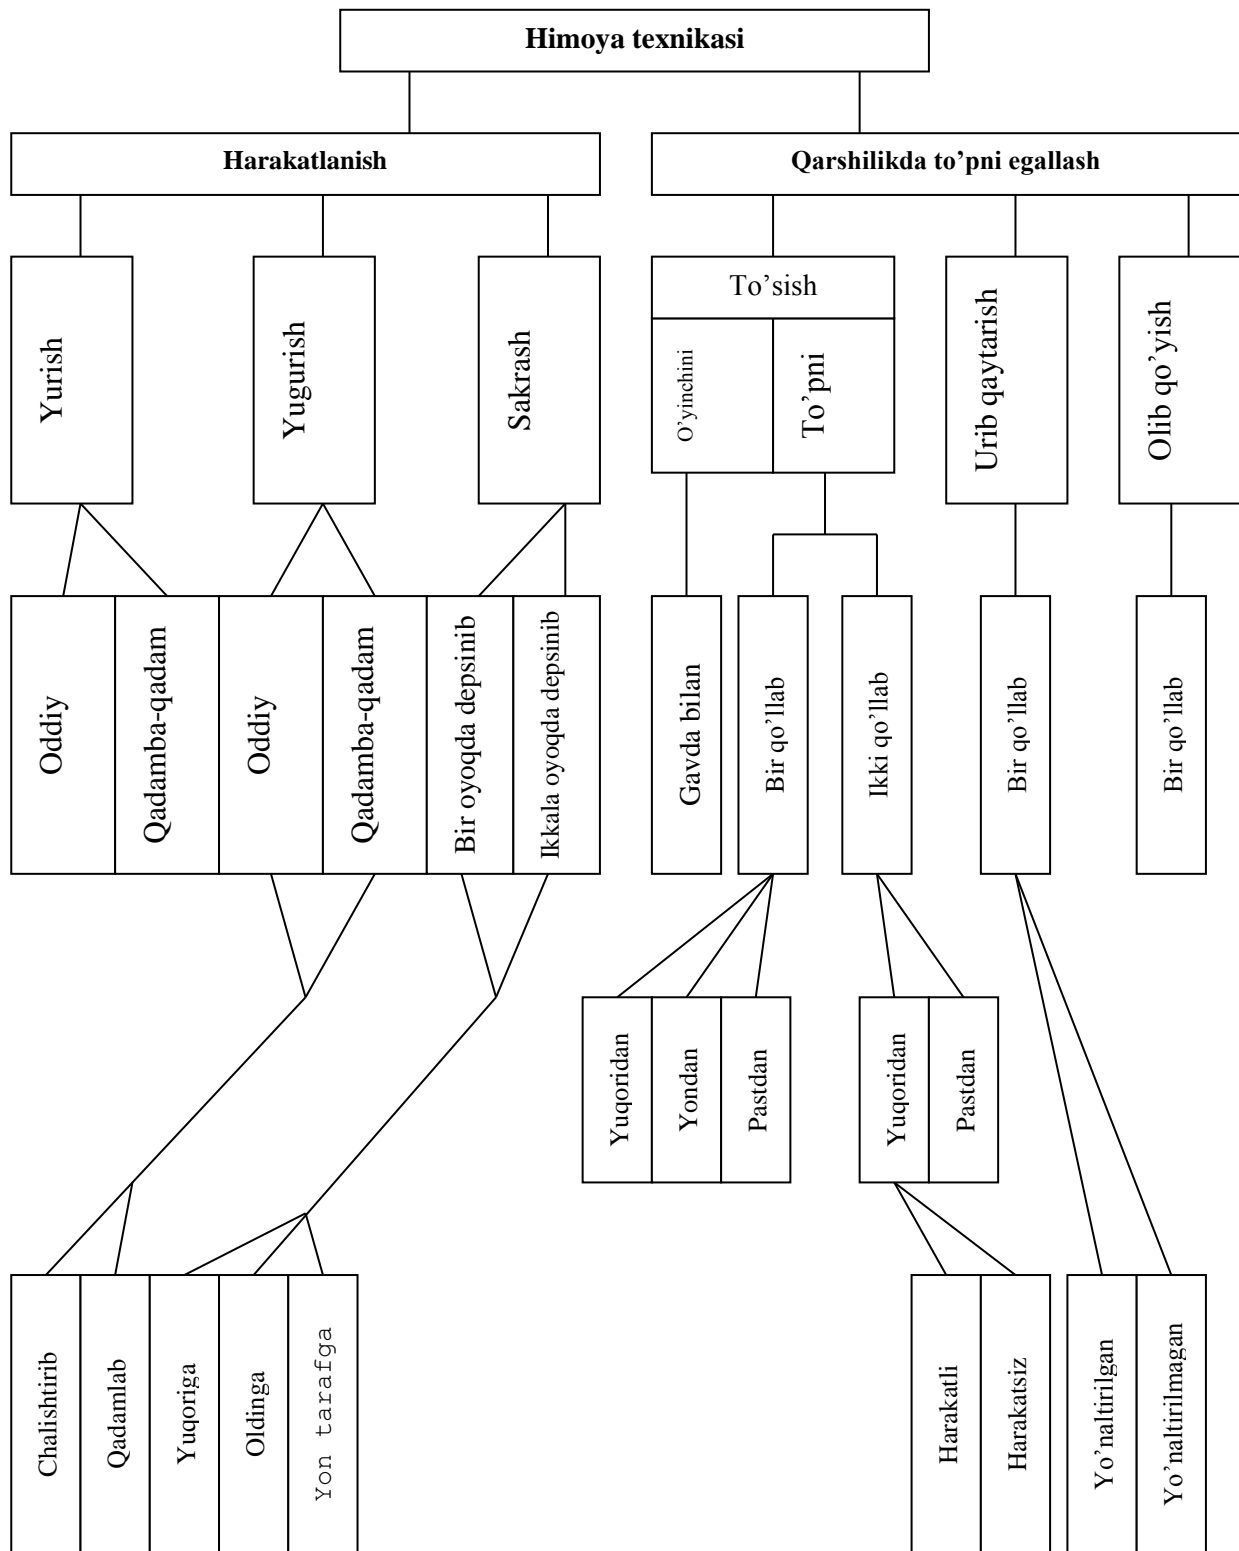 Himoya texnikasi
Harakatlanish
Qarshilikda to’pni egallash
Yurish
Yugurish
Sakrash
To’sish
O’yinchini
To’pni
Urib qaytarish
Olib qo’yish
Oddiy
Qadamba-qadam
Oddiy
Qadamba-qadam
Bir oyoqda depsinib
Ikkala oyoqda depsinib
Gavda bilan
Bir qo’llab
Ikki qo’llab
Bir qo’llab
Bir qo’llab
Yuqoridan
Yondan
Pastdan
Yuqoridan
Pastdan
Chalishtirib
Qadamlab
Yuqoriga
Oldinga
Yon tarafga
Harakatli
Harakatsiz
Yo’naltirilgan
Yo’naltirilmagan